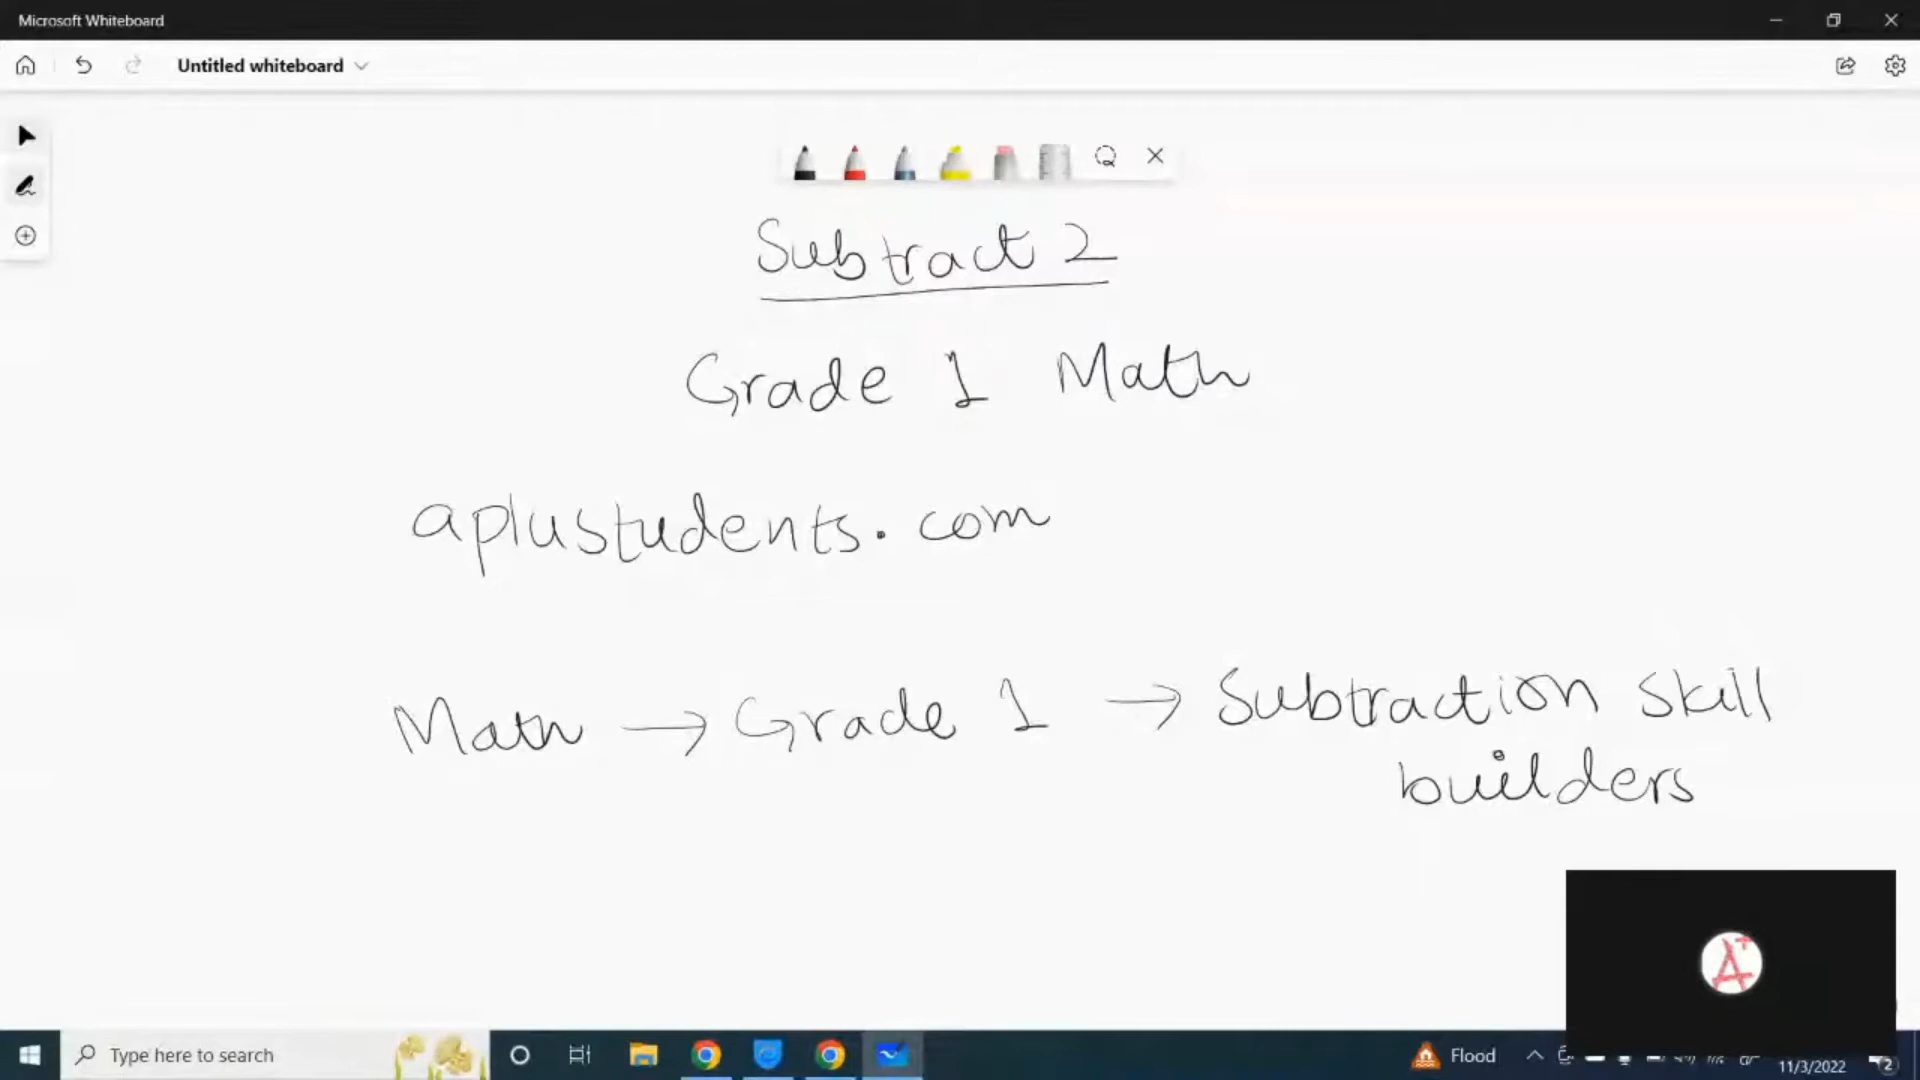 Microsoft Whiteboard
Untitled whiteboard
Subtract 2
Grade 1 Math
aplustudents.com
Math → Grade 1 → Subtraction Skill
builders
A+
Type here to search
Flood
11/3/2022
2